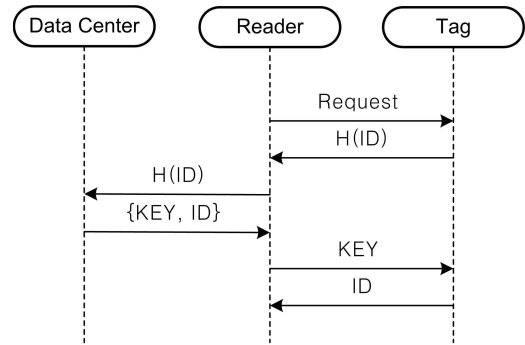 Data Center
Reader
Tag
Request
H(ID)
H(ID)
{KEY, ID}
KEY
ID